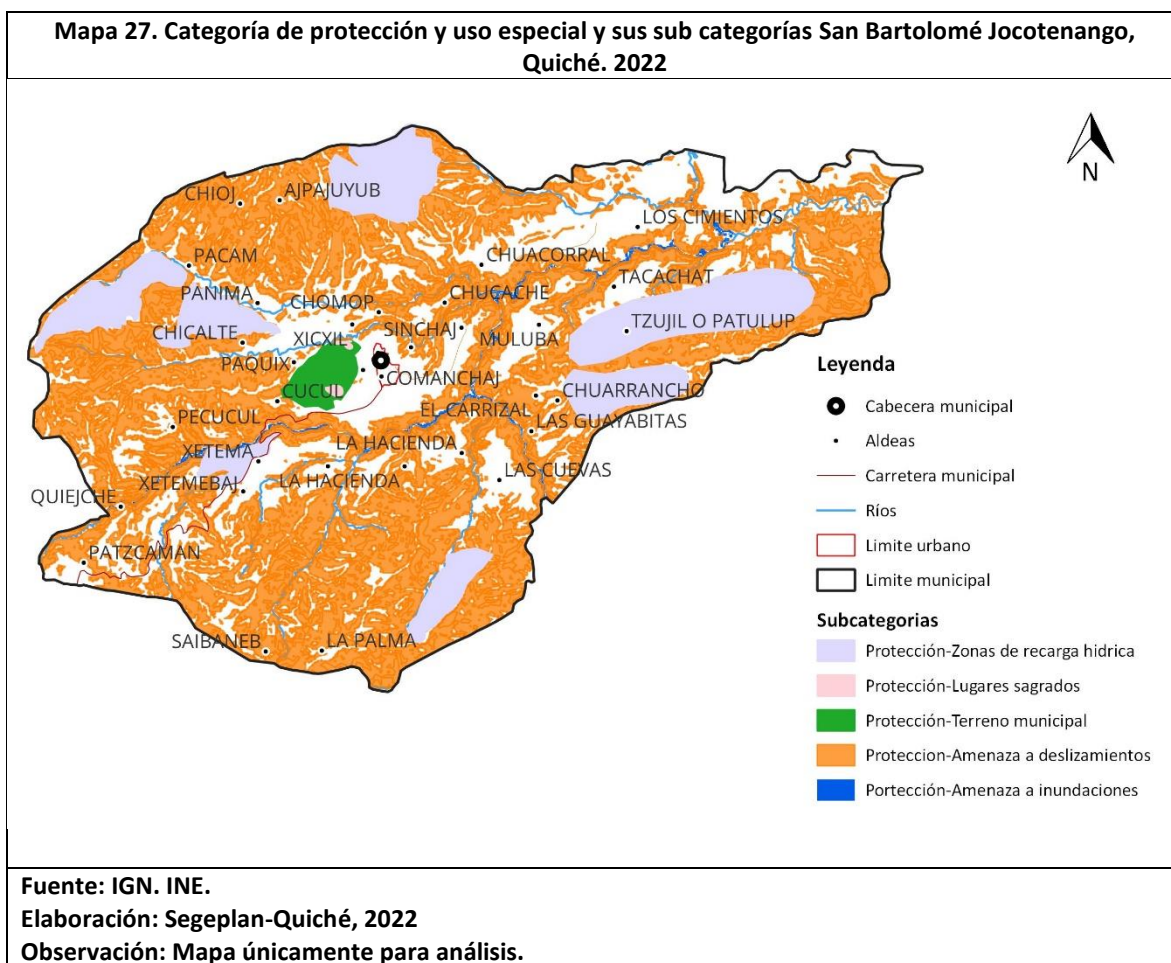 Mapa 27. Categoría de protección y uso especial y sus sub categorías San Bartolomé Jocotenango,
Quiché. 2022
N
CHIOJ
AJPAJUYUB
LOS CIMIENTOS
PACAM
CHUACORRAL
TACACHAT
PANIMA
CHOMOP
CHUCACHE
TZUJIL O PATULUP
CHICALTE
XICXIL
SINCHAJ
MULUBA
PAQUIX
COMANCHAJ
CUCUL
CHUARRANCHO
PECUCUL
EL CARRIZAL
LAS GUAYABITAS
XETEMA
LA HACIENDA
XETEMEBAJ
LA HACIENDA
LAS CUEVAS
QUIEJCHE
PATZCAMAN
SAIBANEB
LA PALMA
Leyenda
Cabecera municipal
Aldeas
Carretera municipal
Ríos
Limite urbano
Limite municipal
Subcategorias
Protección-Zonas de recarga hidrica
Protección-Lugares sagrados
Protección-Terreno municipal
Proteccion-Amenaza a deslizamientos
Portección-Amenaza a inundaciones
Fuente: IGN. INE.
Elaboración: Segeplan-Quiché, 2022
Observación: Mapa únicamente para análisis.